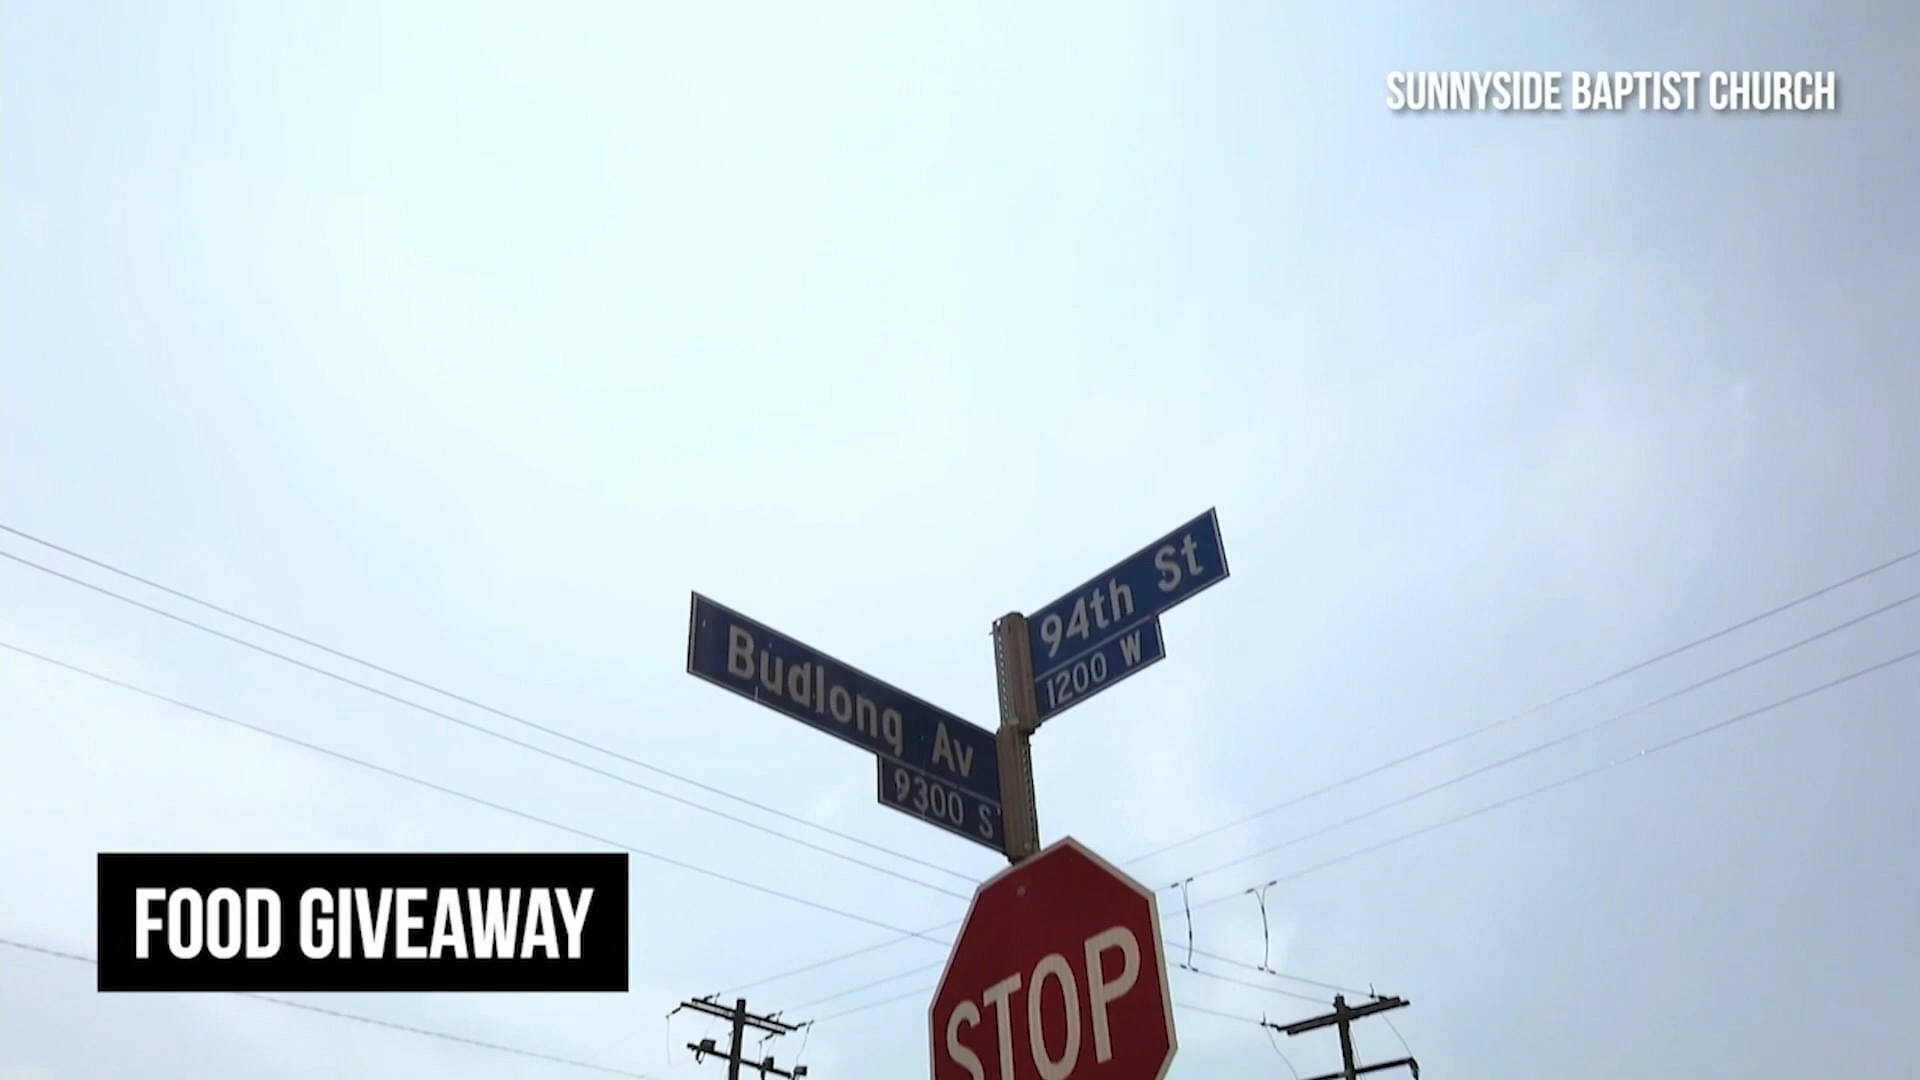 SUNNYSIDE BAPTIST CHURCH
94th St
1200 W
Budlong Av
9300 S
FOOD GIVEAWAY
STOP